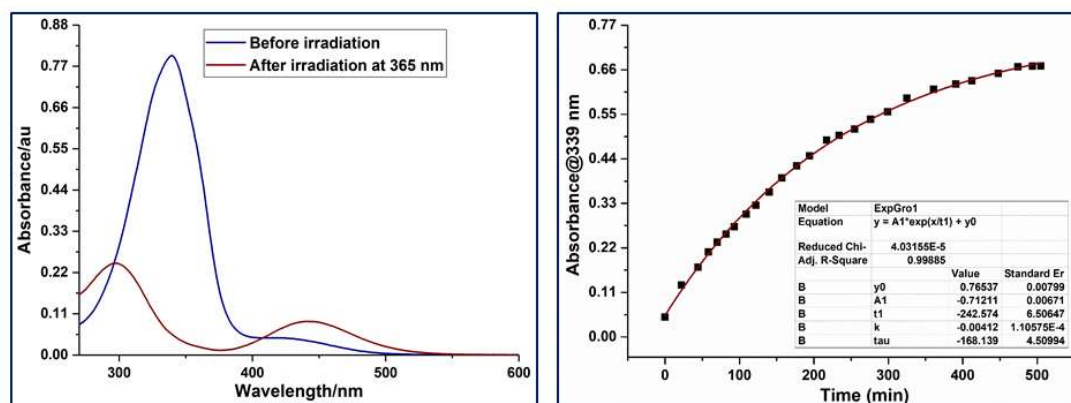 Before irradiation
After irradiation at 365 nm
Absorbance/au
0.88
0.77
0.66
0.55
0.44
0.33
0.22
0.11
0.00
300
400
500
600
Wavelength/nm
Absorbance@339 nm
0.77
0.66
0.55
0.44
0.33
0.22
0.11
0.00
0
100
200
300
400
500
Time (min)
Model ExpGro1
Equation y = A1*exp(x/t1) + y0
Reduced Chi- 4.03155E-5
Adj. R-Square 0.99885
Value Standard Er
B y0 0.76537 0.00799
B A1 -0.71211 0.00671
B t1 -242.574 6.50647
B k -0.00412 1.10575E-4
B tau -168.139 4.50994